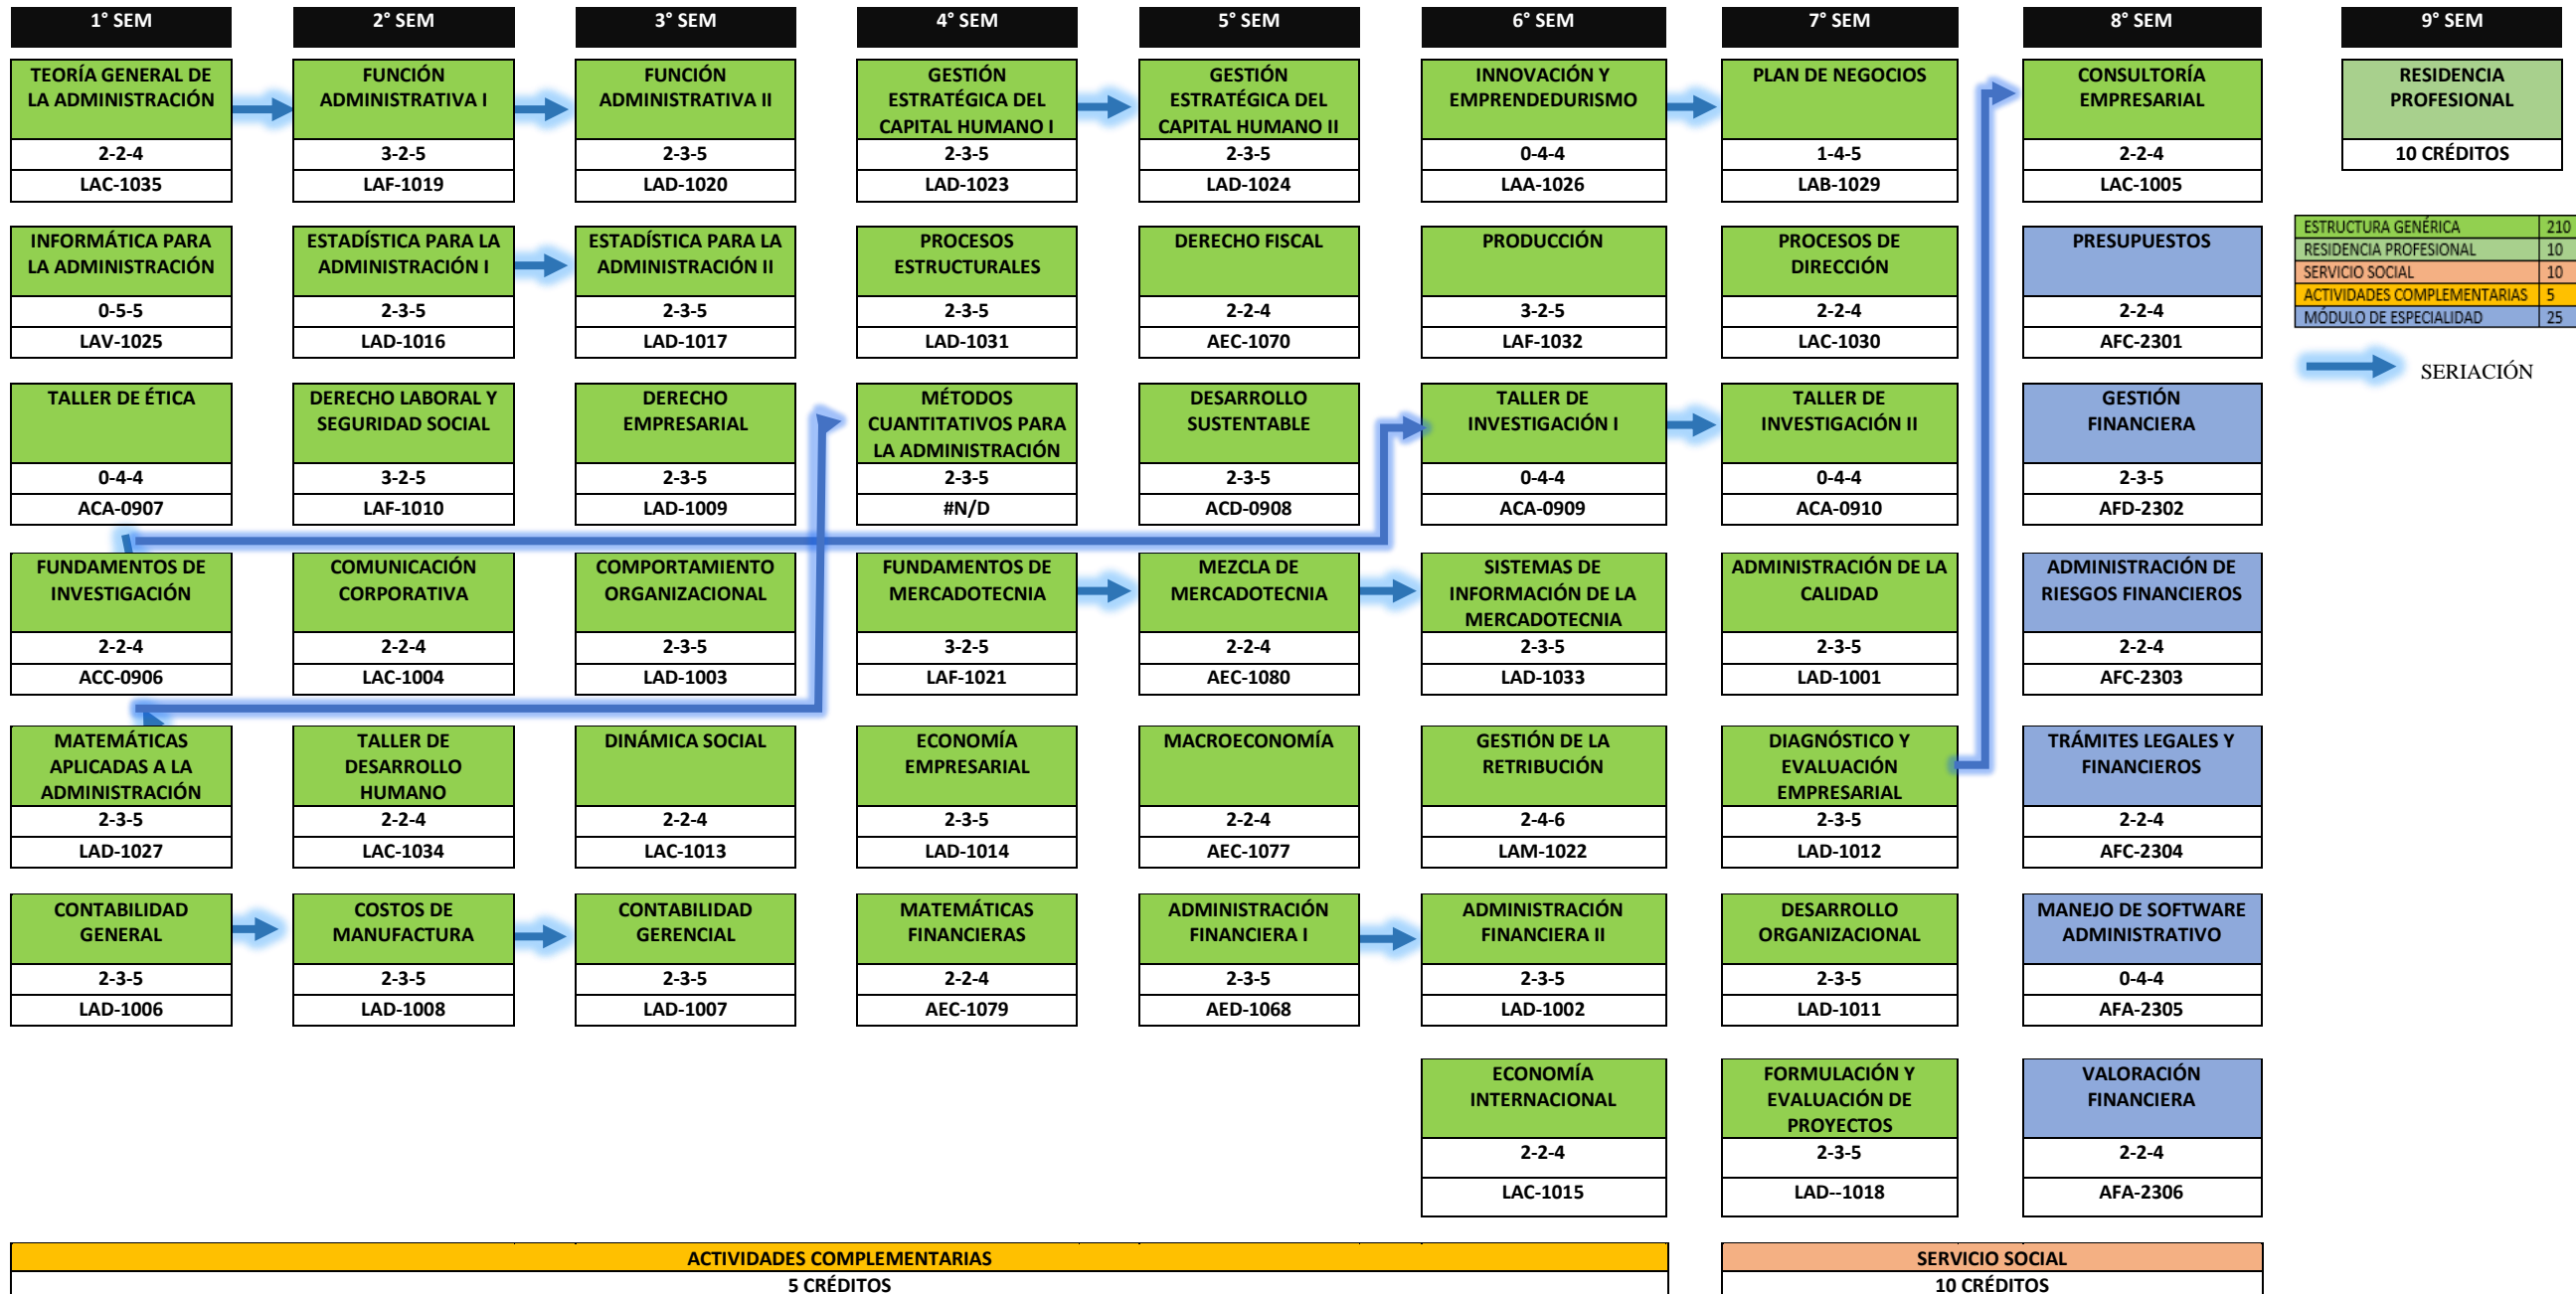 1° SEM
2° SEM
3° SEM
4° SEM
5° SEM
6° SEM
7° SEM
8° SEM
9° SEM
TEORÍA GENERAL DE
LA ADMINISTRACIÓN
2-2-4
LAC-1035
FUNCIÓN
ADMINISTRATIVA I
3-2-5
LAF-1019
FUNCIÓN
ADMINISTRATIVA II
2-3-5
LAD-1020
GESTIÓN
ESTRATÉGICA DEL
CAPITAL HUMANO I
2-3-5
LAD-1023
GESTIÓN
ESTRATÉGICA DEL
CAPITAL HUMANO II
2-3-5
LAD-1024
INNOVACIÓN Y
EMPRENDEDURISMO
0-4-4
LAA-1026
PLAN DE NEGOCIOS
1-4-5
LAB-1029
CONSULTORÍA
EMPRESARIAL
2-2-4
LAC-1005
RESIDENCIA
PROFESIONAL
10 CRÉDITOS
INFORMÁTICA PARA
LA ADMINISTRACIÓN
0-5-5
LAV-1025
ESTADÍSTICA PARA LA
ADMINISTRACIÓN I
2-3-5
LAD-1016
ESTADÍSTICA PARA LA
ADMINISTRACIÓN II
2-3-5
LAD-1017
PROCESOS
ESTRUCTURALES
2-3-5
LAD-1031
DERECHO FISCAL
2-2-4
AEC-1070
PRODUCCIÓN
3-2-5
LAF-1032
PROCESOS DE
DIRECCIÓN
2-2-4
LAC-1030
PRESUPUESTOS
2-2-4
AFC-2301
ESTRUCTURA GENÉRICA 210
RESIDENCIA PROFESIONAL 10
SERVICIO SOCIAL 10
ACTIVIDADES COMPLEMENTARIAS 5
MÓDULO DE ESPECIALIDAD 25
SERIACIÓN
TALLER DE ÉTICA
0-4-4
ACA-0907
DERECHO LABORAL Y
SEGURIDAD SOCIAL
3-2-5
LAF-1010
DERECHO
EMPRESARIAL
2-3-5
LAD-1009
MÉTODOS
CUANTITATIVOS PARA
LA ADMINISTRACIÓN
2-3-5
#N/D
DESARROLLO
SUSTENTABLE
2-3-5
ACD-0908
TALLER DE
INVESTIGACIÓN I
0-4-4
ACA-0909
TALLER DE
INVESTIGACIÓN II
0-4-4
ACA-0910
GESTIÓN
FINANCIERA
2-3-5
AFD-2302
FUNDAMENTOS DE
INVESTIGACIÓN
2-2-4
ACC-0906
COMUNICACIÓN
CORPORATIVA
2-2-4
LAC-1004
COMPORTAMIENTO
ORGANIZACIONAL
2-3-5
LAD-1003
FUNDAMENTOS DE
MERCADOTECNIA
3-2-5
LAF-1021
MEZCLA DE
MERCADOTECNIA
2-2-4
AEC-1080
SISTEMAS DE
INFORMACIÓN DE LA
MERCADOTECNIA
2-3-5
LAD-1033
ADMINISTRACIÓN DE LA
CALIDAD
2-3-5
LAD-1001
ADMINISTRACIÓN DE
RIESGOS FINANCIEROS
2-2-4
AFC-2303
MATEMÁTICAS
APLICADAS A LA
ADMINISTRACIÓN
2-3-5
LAD-1027
TALLER DE
DESARROLLO
HUMANO
2-2-4
LAC-1034
DINÁMICA SOCIAL
2-2-4
LAC-1013
ECONOMÍA
EMPRESARIAL
2-3-5
LAD-1014
MACROECONOMÍA
2-2-4
AEC-1077
GESTIÓN DE LA
RETRIBUCIÓN
2-4-6
LAM-1022
DIAGNÓSTICO Y
EVALUACIÓN
EMPRESARIAL
2-3-5
LAD-1012
TRÁMITES LEGALES Y
FINANCIEROS
2-2-4
AFC-2304
CONTABILIDAD
GENERAL
2-3-5
LAD-1006
COSTOS DE
MANUFACTURA
2-3-5
LAD-1008
CONTABILIDAD
GERENCIAL
2-3-5
LAD-1007
MATEMÁTICAS
FINANCIERAS
2-2-4
AEC-1079
ADMINISTRACIÓN
FINANCIERA I
2-3-5
AED-1068
ADMINISTRACIÓN
FINANCIERA II
2-3-5
LAD-1002
DESARROLLO
ORGANIZACIONAL
2-3-5
LAD-1011
MANEJO DE SOFTWARE
ADMINISTRATIVO
0-4-4
AFA-2305
ECONOMÍA
INTERNACIONAL
2-2-4
LAC-1015
FORMULACIÓN Y
EVALUACIÓN DE
PROYECTOS
2-3-5
LAD--1018
VALORACIÓN
FINANCIERA
2-2-4
AFA-2306
ACTIVIDADES COMPLEMENTARIAS
5 CRÉDITOS
SERVICIO SOCIAL
10 CRÉDITOS